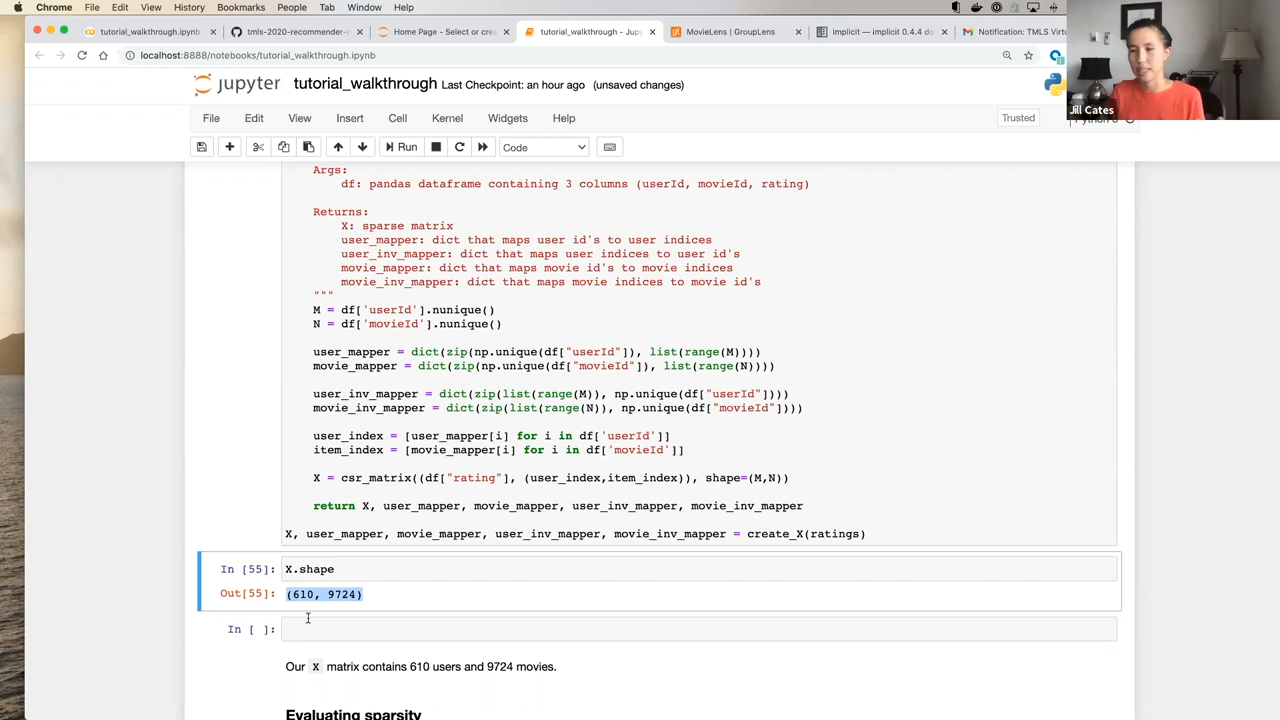 Chrome File Edit View History Bookmarks People Tab Window Help
tutorial_walkthrough.ipynb
tmls-2020-recommender-
Home Page - Select or cre
tutorial_walkthrough - Jup
MovieLens | GroupLens
Implicit — implicit 0.4.4 do
Notification: TMLS Virtu
localhost:8888/notebooks/tutorial_walkthrough.ipynb
jupyter tutorial_walkthrough Last Checkpoint: an hour ago (unsaved changes)
Jill Cates
File Edit View Insert Cell Kernel Widgets Help
Trusted
Run
Code
Args:
df: pandas dataframe containing 3 columns (userId, movieId, rating)
Returns:
X: sparse matrix
user_mapper: dict that maps user id's to user indices
user_inv_mapper: dict that maps user indices to user id's
movie_mapper: dict that maps movie id's to movie indices
movie_inv_mapper: dict that maps movie indices to movie id's
"""
M = df['userId'].nunique()
N = df['movieId'].nunique()
user_mapper = dict(zip(np.unique(df["userId"]), list(range(M))))
movie_mapper = dict(zip(np.unique(df["movieId"]), list(range(N))))
user_inv_mapper = dict(zip(list(range(M)), np.unique(df["userId"])))
movie_inv_mapper = dict(zip(list(range(N)), np.unique(df["movieId"])))
user_index = [user_mapper[i] for i in df['userId']]
item_index = [movie_mapper[i] for i in df['movieId']]
X = csr_matrix((df["rating"], (user_index,item_index)), shape=(M,N))
return X, user_mapper, movie_mapper, user_inv_mapper, movie_inv_mapper
X, user_mapper, movie_mapper, user_inv_mapper, movie_inv_mapper = create_X(ratings)
In [55]: X.shape
Out[55]: (610, 9724)
In [ ]:
Our X matrix contains 610 users and 9724 movies.
Evaluating sparsity